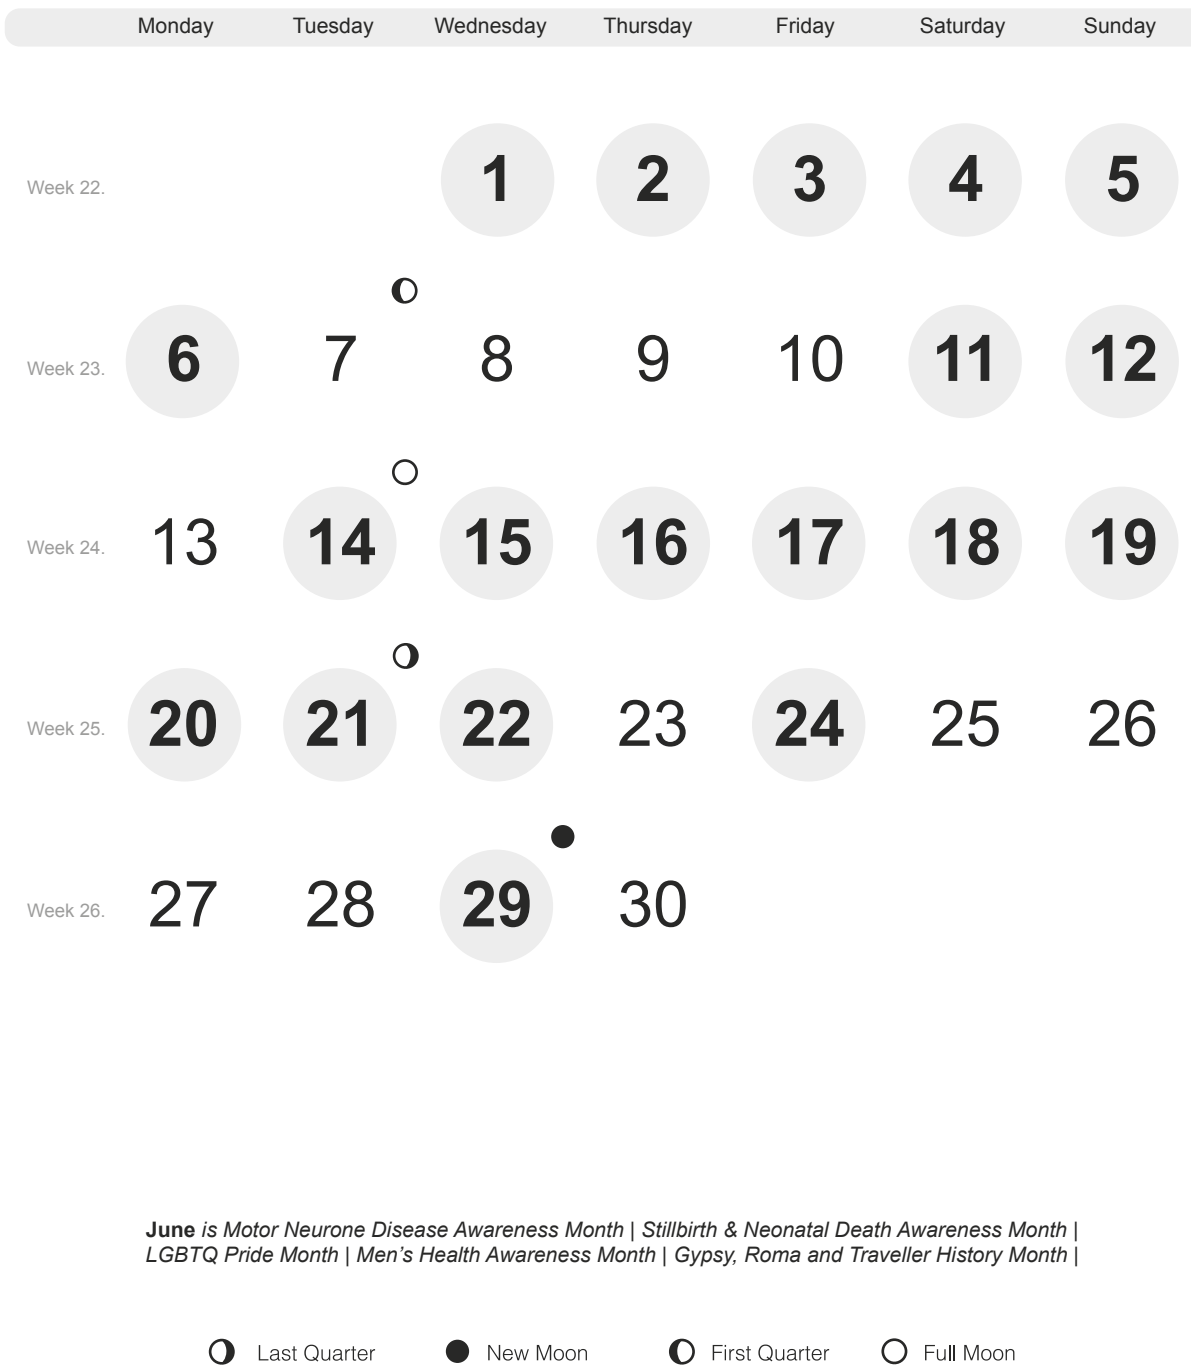 Monday Tuesday Wednesday Thursday Friday Saturday Sunday
Week 22. 1 2 3 4 5
Week 23. 6 7 8 9 10 11 12
Week 24. 13 14 15 16 17 18 19
Week 25. 20 21 22 23 24 25 26
Week 26. 27 28 29 30
June is Motor Neurone Disease Awareness Month | Stillbirth & Neonatal Death Awareness Month |
LGBTQ Pride Month | Men’s Health Awareness Month | Gypsy, Roma and Traveller History Month |
Last Quarter New Moon First Quarter Full Moon